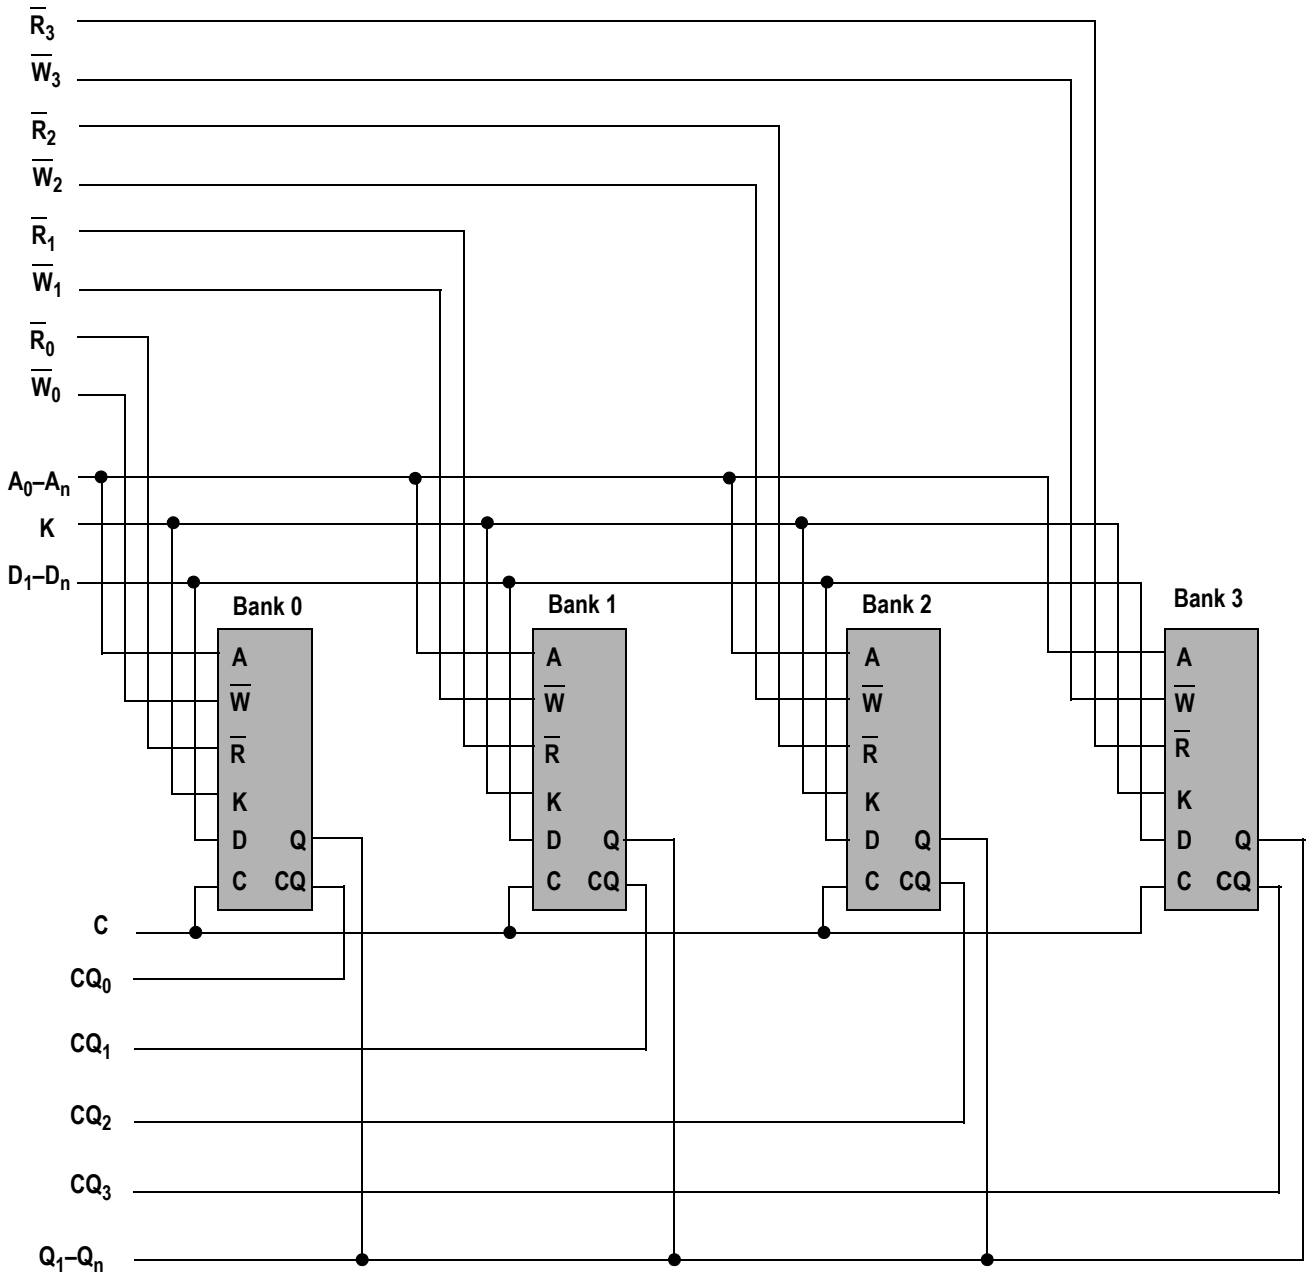 R̅₃
W̅₃
R̅₂
W̅₂
R̅₁
W̅₁
R̅₀
W̅₀
A₀–Aₙ
K
D₁–Dₙ
Bank 0 Bank 1 Bank 2 Bank 3
A A A A
W̅ W̅ W̅ W̅
R̅ R̅ R̅ R̅
K K K K
D Q D Q D Q D Q
C CQ C CQ C CQ C CQ
C
CQ₀
CQ₁
CQ₂
CQ₃
Q₁–Qₙ